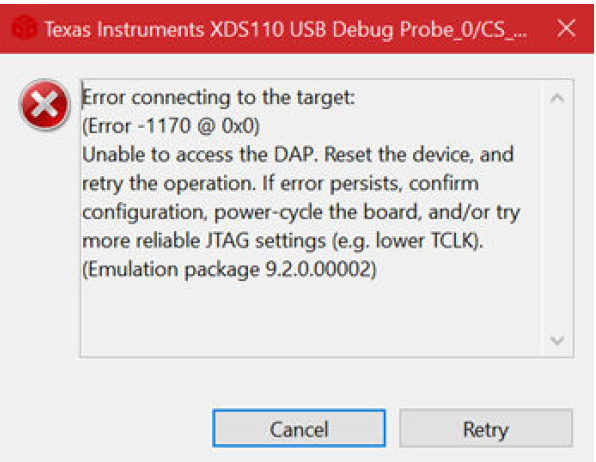 Texas Instruments XDS110 USB Debug Probe_0/CS_...
Error connecting to the target:
(Error -1170 @ 0x0)
Unable to access the DAP. Reset the device, and
retry the operation. If error persists, confirm
configuration, power-cycle the board, and/or try
more reliable JTAG settings (e.g. lower TCLK).
(Emulation package 9.2.0.00002)
Cancel
Retry